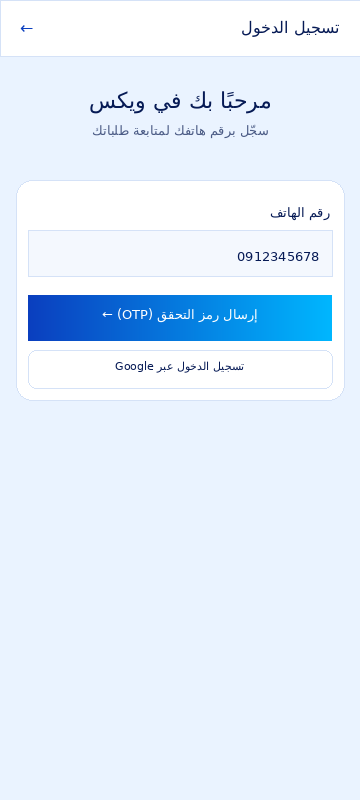 تسجيل الدخول ←
مرحبًا بك في ويكس
سجّل برقم هاتفك لمتابعة طلباتك
رقم الهاتف
0912345678
إرسال رمز التحقق (OTP) ←
تسجيل الدخول عبر Google